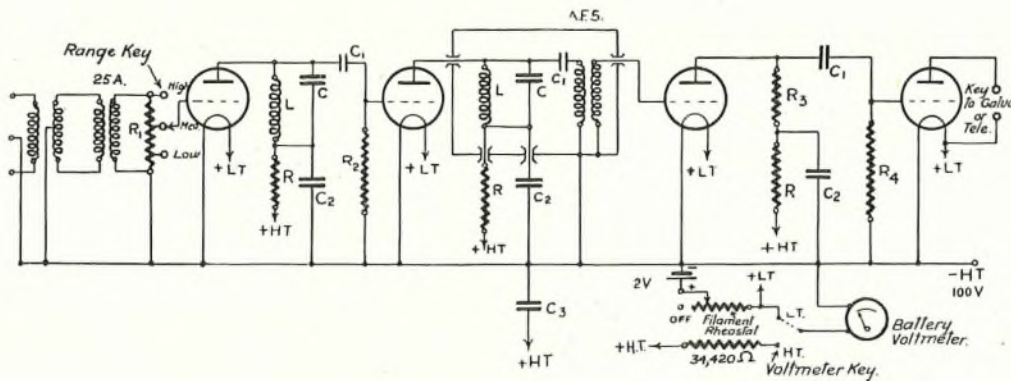 A.F.S.
Range Key
25A.
High
Med
Low
R₁
+LT
L
C
R
C₂
+HT
C₁
R₂
+LT
L
C
R
C₂
+HT
C₁
+LT
R₃
R
+HT
C₁
C₂
R₄
+LT
Key
To Galvo
or
Tele.
-HT
100V
C₃
+HT
2V
-
+
OFF
Filament
Rheostat
+LT
L.T.
H.T.
+H.T.
34,420 Ω
Voltmeter Key.
Battery
Voltmeter.